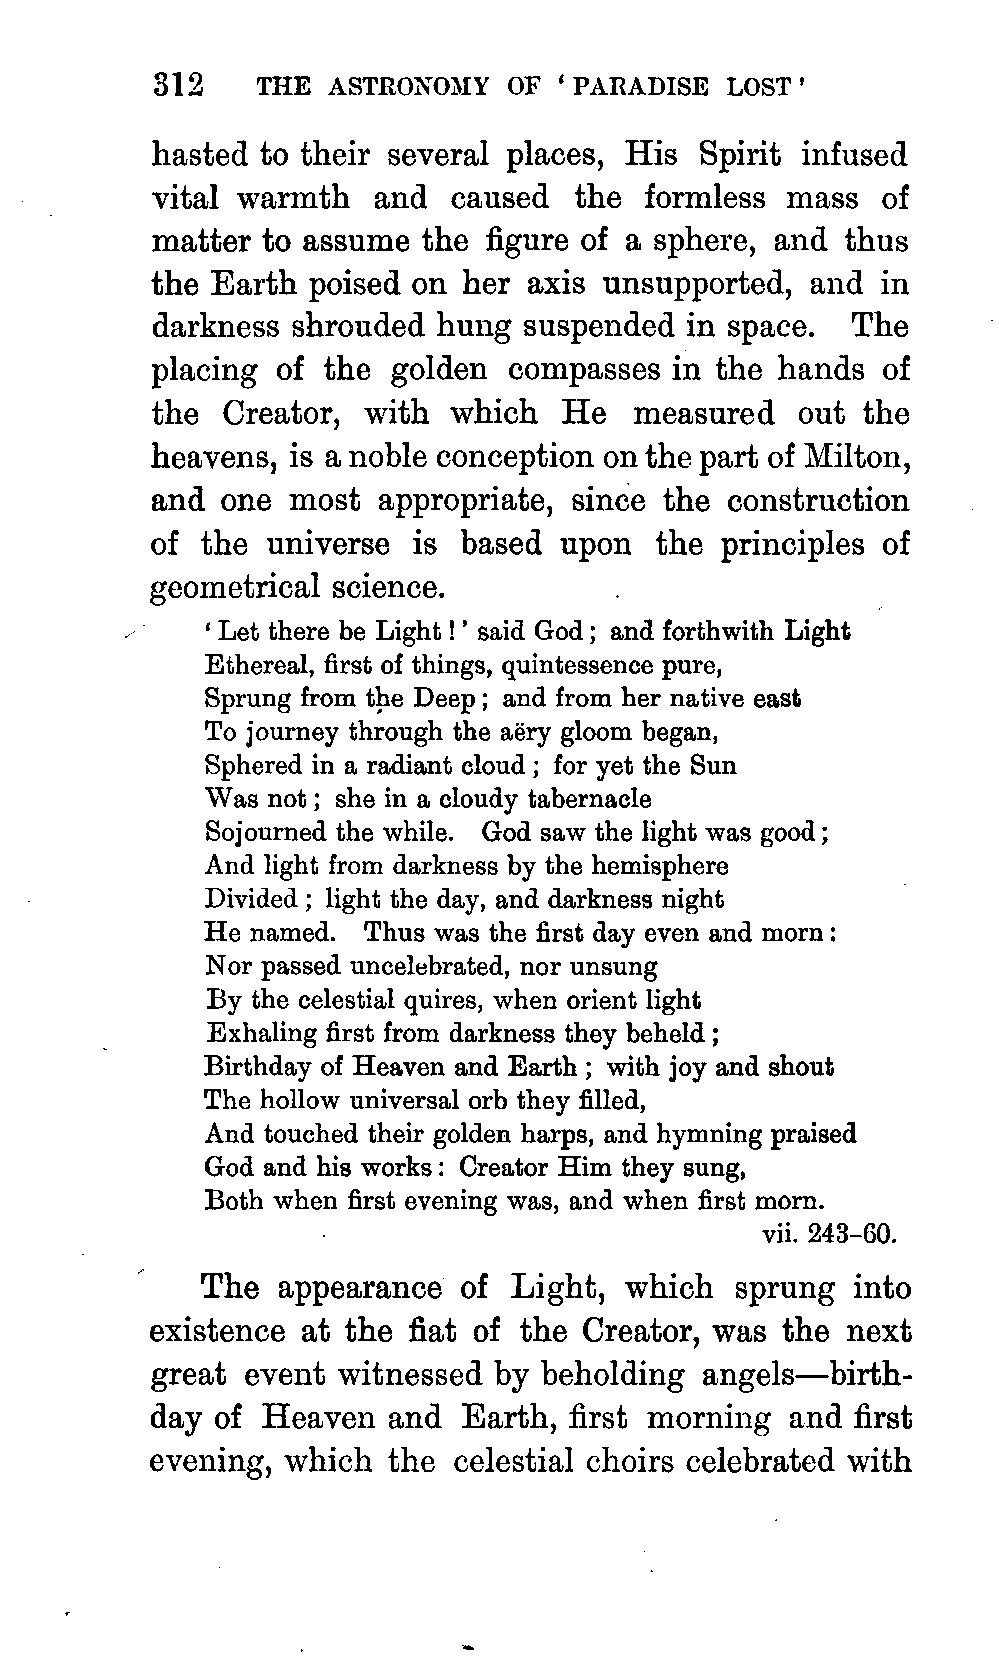 312 THE ASTRONOMY OF ‘ PARADISE LOST’
hasted to their several places, His Spirit infused
vital warmth and caused the formless mass of
matter to assume the figure of a sphere, and thus
the Earth poised on her axis unsupported, and in
darkness shrouded hung suspended in space. The
placing of the golden compasses in the hands of
the Creator, with which He measured out the
heavens, is a noble conception on the part of Milton,
and one most appropriate, since the construction
of the universe is based upon the principles of
geometrical science.
‘ Let there be Light ! ’ said God ; and forthwith Light
Ethereal, first of things, quintessence pure,
Sprung from the Deep ; and from her native east
To journey through the aëry gloom began,
Sphered in a radiant cloud ; for yet the Sun
Was not ; she in a cloudy tabernacle
Sojourned the while. God saw the light was good ;
And light from darkness by the hemisphere
Divided ; light the day, and darkness night
He named. Thus was the first day even and morn :
Nor passed uncelebrated, nor unsung
By the celestial quires, when orient light
Exhaling first from darkness they beheld ;
Birthday of Heaven and Earth ; with joy and shout
The hollow universal orb they filled,
And touched their golden harps, and hymning praised
God and his works : Creator Him they sung,
Both when first evening was, and when first morn.
vii. 243–60.
The appearance of Light, which sprung into
existence at the fiat of the Creator, was the next
great event witnessed by beholding angels—birth-
day of Heaven and Earth, first morning and first
evening, which the celestial choirs celebrated with